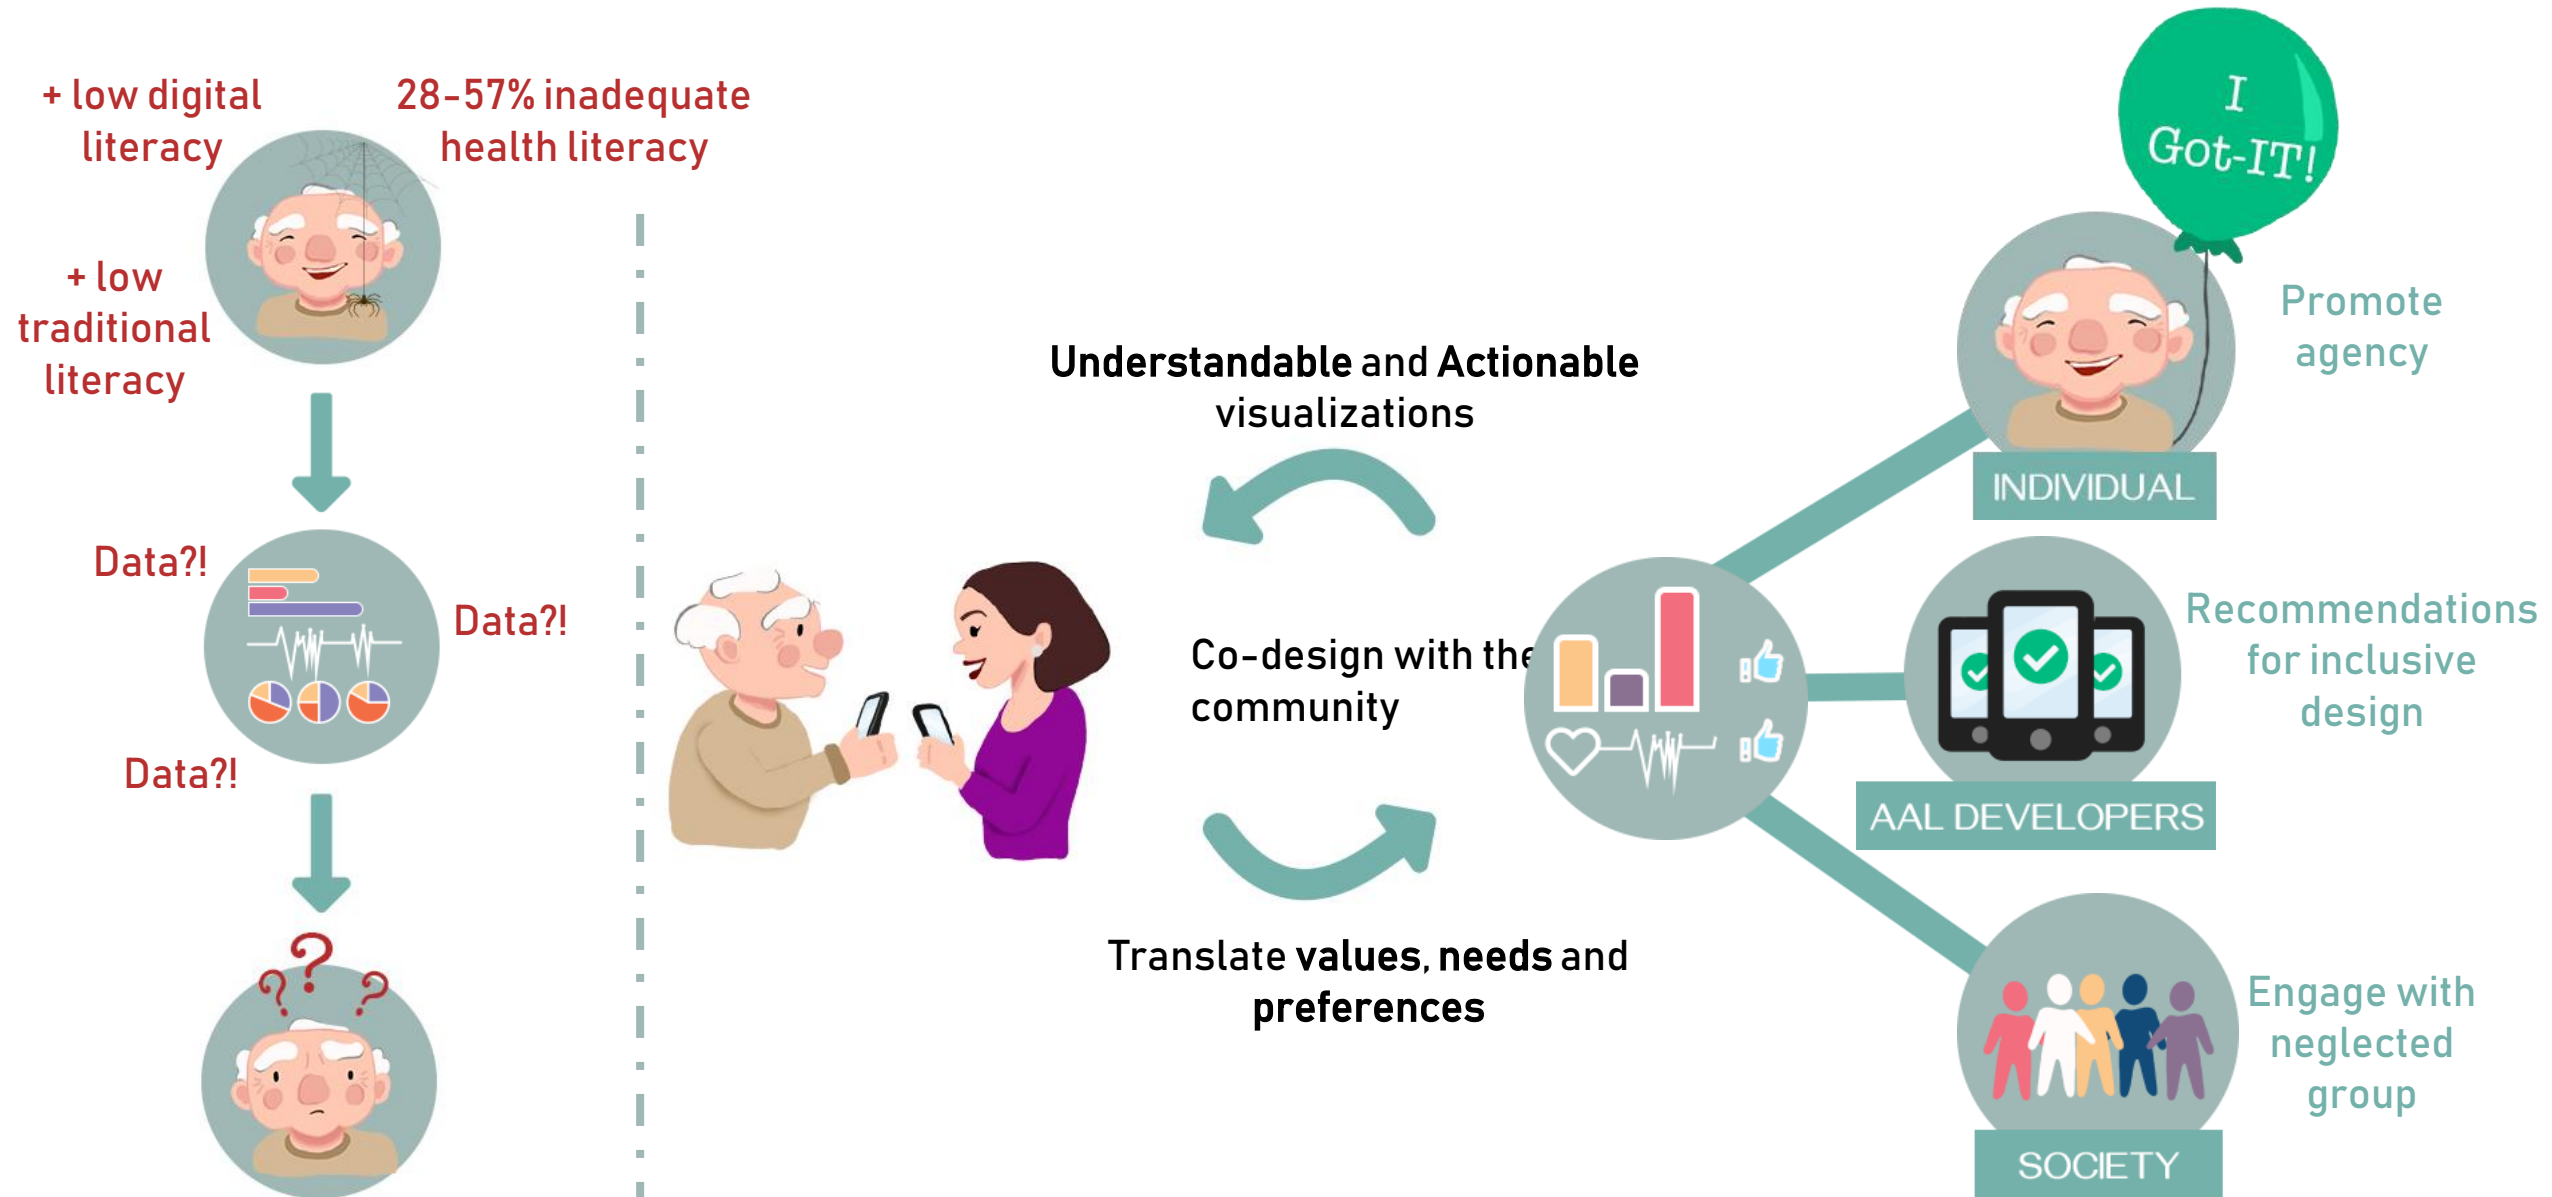 + low digital
literacy
28-57% inadequate
health literacy
+ low
traditional
literacy
Data?!
Data?!
Data?!
Understandable and Actionable
visualizations
Co-design with the
community
Translate values, needs and
preferences
I
Got-IT!
Promote
agency
INDIVIDUAL
Recommendations
for inclusive
design
AAL DEVELOPERS
Engage with
neglected
group
SOCIETY